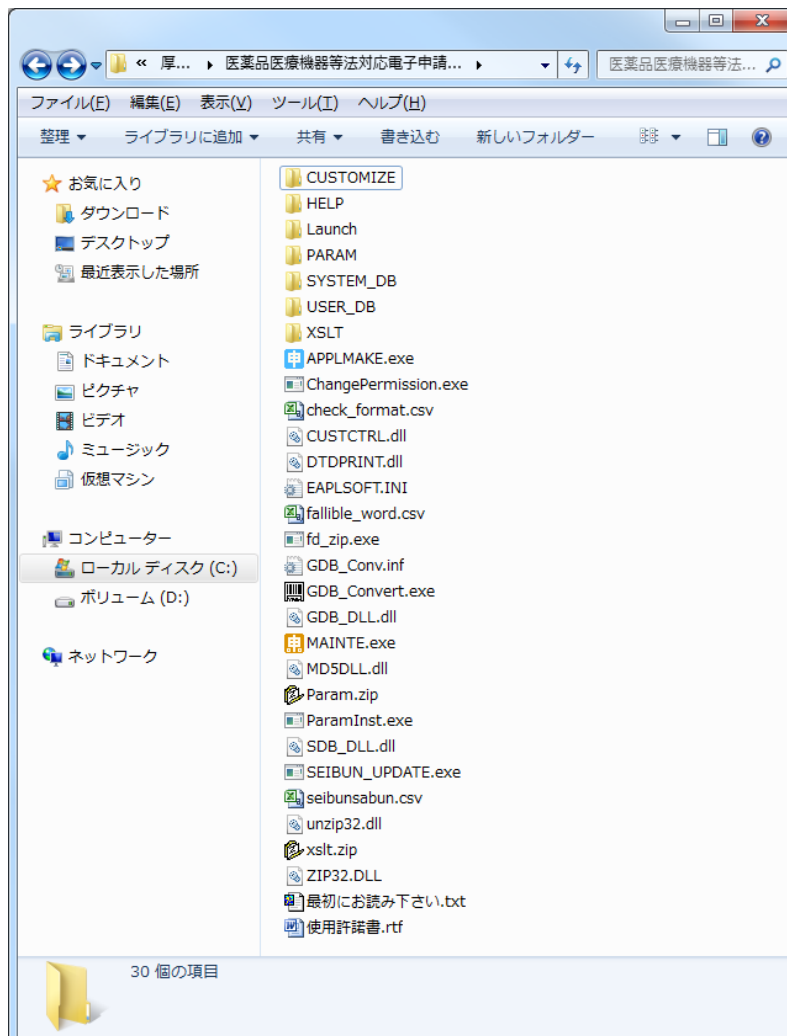 « 厚... ▸ 医薬品医療機器等法対応電子申請... ▸
医薬品医療機器等法...
ファイル(F) 編集(E) 表示(V) ツール(T) ヘルプ(H)
整理 ライブラリに追加 共有 書き込む 新しいフォルダー
お気に入り
ダウンロード
デスクトップ
最近表示した場所
ライブラリ
ドキュメント
ピクチャ
ビデオ
ミュージック
仮想マシン
コンピューター
ローカル ディスク (C:)
ボリューム (D:)
ネットワーク
CUSTOMIZE
HELP
Launch
PARAM
SYSTEM_DB
USER_DB
XSLT
APPLMAKE.exe
ChangePermission.exe
check_format.csv
CUSTCTRL.dll
DTDPRINT.dll
EAPLSOFT.INI
fallible_word.csv
fd_zip.exe
GDB_Conv.inf
GDB_Convert.exe
GDB_DLL.dll
MAINTE.exe
MD5DLL.dll
Param.zip
ParamInst.exe
SDB_DLL.dll
SEIBUN_UPDATE.exe
seibunsabun.csv
unzip32.dll
xslt.zip
ZIP32.DLL
最初にお読み下さい.txt
使用許諾書.rtf
30 個の項目